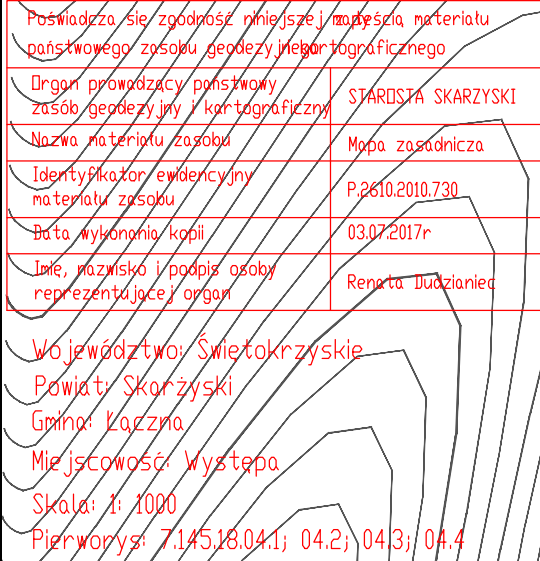 Poświadcza się zgodność niniejszej mapy z treścią materiału
państwowego zasobu geodezyjnego i kartograficznego
Organ prowadzący państwowy
zasób geodezyjny i kartograficzny
STAROSTA SKARŻYSKI
Nazwa materiału zasobu
Mapa zasadnicza
Identyfikator ewidencyjny
materiału zasobu
P.2610.2010.730
Data wykonania kopii
03.07.2017r
Imię, nazwisko i podpis osoby
reprezentującej organ
Renata Dudzianiec
Województwo: Świętokrzyskie
Powiat: Skarżyski
Gmina: Łączna
Miejscowość: Występa
Skala: 1: 1000
Pierworys: 7.145.18.04.1; 04.2; 04.3; 04.4